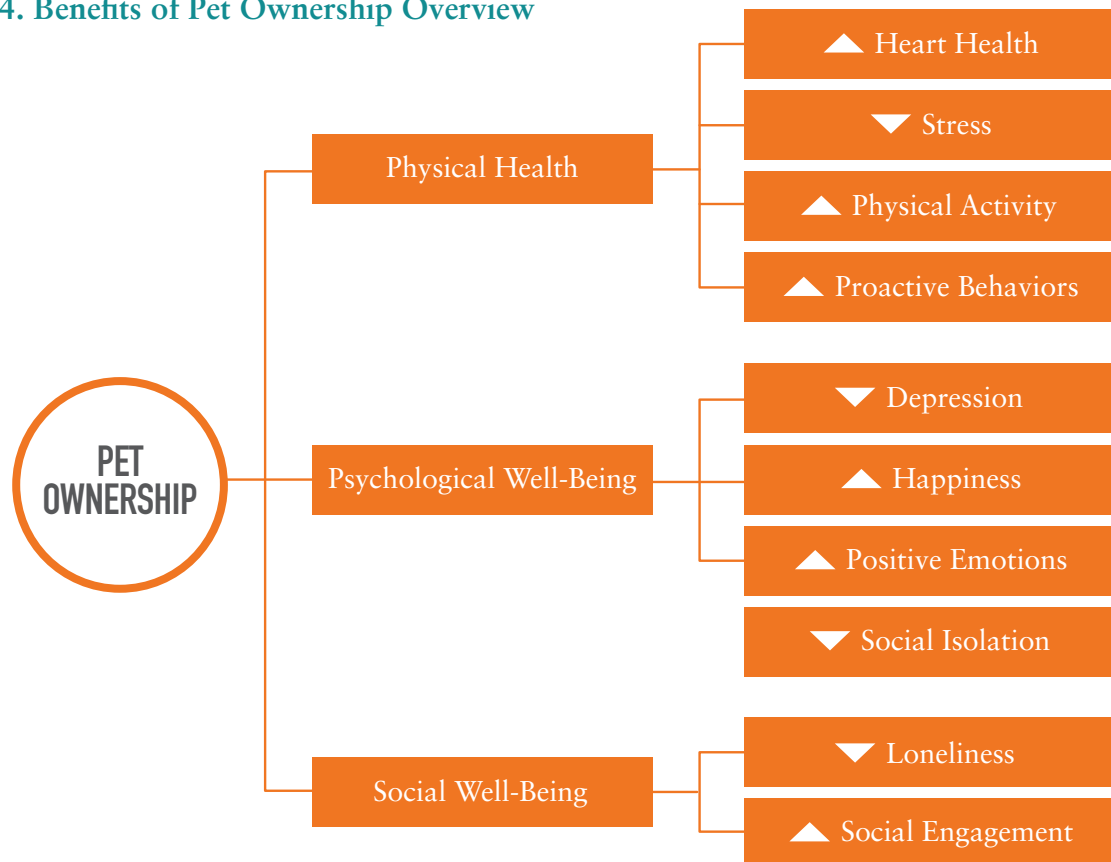 4. Benefits of Pet Ownership Overview
Heart Health
Stress
Physical Health
Physical Activity
Proactive Behaviors
PET
OWNERSHIP
Depression
Psychological Well-Being
Happiness
Positive Emotions
Social Isolation
Loneliness
Social Well-Being
Social Engagement